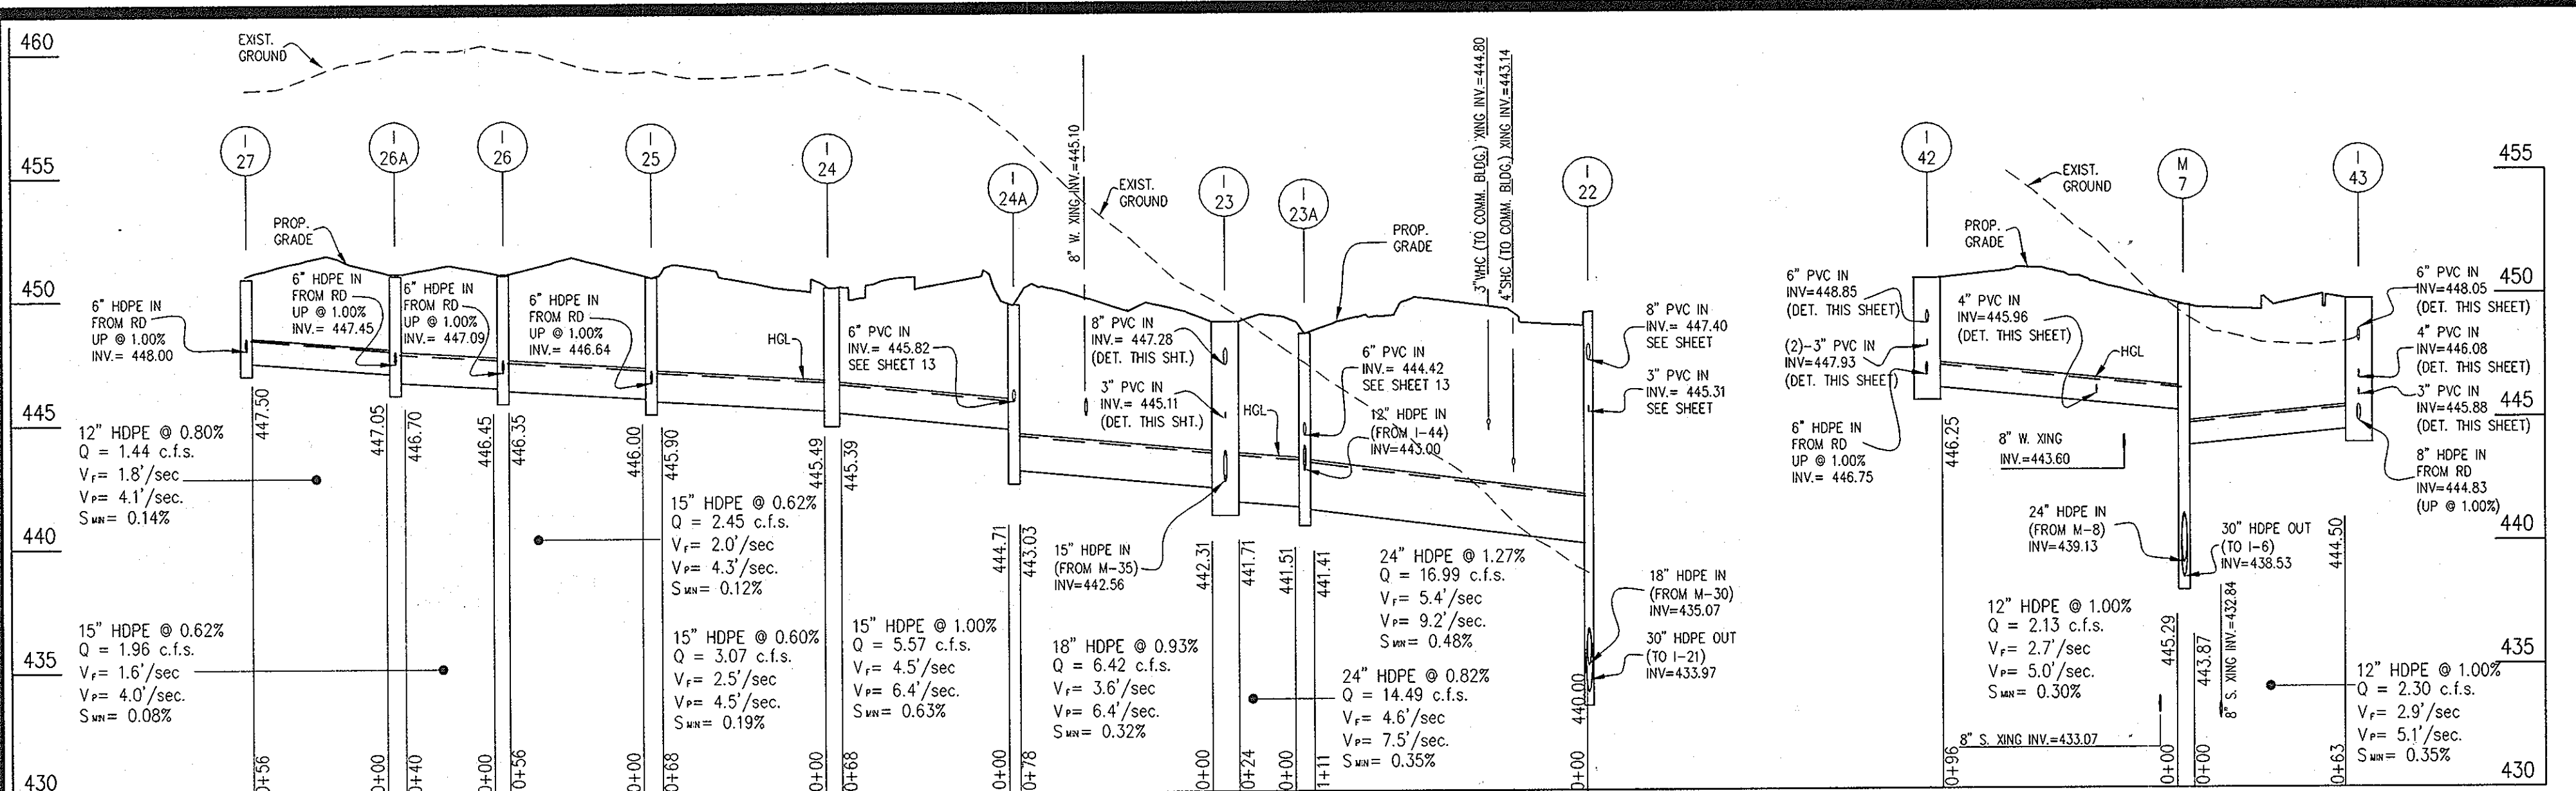 460
455
450
445
440
435
430
EXIST.
GROUND
I
27
I
26A
I
26
I
25
I
24
I
24A
I
23
I
23A
I
22
I
42
M
7
I
43
PROP.
GRADE
6" HDPE IN
FROM RD
UP @ 1.00%
INV.= 448.00
6" HDPE IN
FROM RD
UP @ 1.00%
INV.= 447.45
6" HDPE IN
FROM RD
UP @ 1.00%
INV.= 447.09
6" HDPE IN
FROM RD
UP @ 1.00%
INV.= 446.64
HGL
6" PVC IN
INV.= 445.82
SEE SHEET 13
8" W. XING INV.=445.10
EXIST.
GROUND
8" PVC IN
INV.= 447.28
(DET. THIS SHT.)
3" PVC IN
INV.= 445.11
(DET. THIS SHT.)
HGL
PROP.
GRADE
6" PVC IN
INV.= 444.42
SEE SHEET 13
12" HDPE IN
(FROM I-44)
INV=443.00
3"WHC (TO COMM. BLDG.) XING INV.=444.80
4"SHC (TO COMM. BLDG.) XING INV.=443.14
8" PVC IN
INV.= 447.40
SEE SHEET
3" PVC IN
INV.= 445.31
SEE SHEET
18" HDPE IN
(FROM M-30)
INV=435.07
30" HDPE OUT
(TO I-21)
INV=433.97
15" HDPE IN
(FROM M-35)
INV=442.56
447.50
447.05
446.70
446.45
446.35
446.00
445.90
445.49
445.39
444.71
443.03
442.31
441.71
441.51
441.41
440.00
12" HDPE @ 0.80%
Q = 1.44 c.f.s.
VF= 1.8'/sec
VP= 4.1'/sec.
S MIN= 0.14%
15" HDPE @ 0.62%
Q = 1.96 c.f.s.
VF= 1.6'/sec
VP= 4.0'/sec.
S MIN= 0.08%
15" HDPE @ 0.62%
Q = 2.45 c.f.s.
VF= 2.0'/sec
VP= 4.3'/sec.
S MIN= 0.12%
15" HDPE @ 0.60%
Q = 3.07 c.f.s.
VF= 2.5'/sec
VP= 4.5'/sec.
S MIN= 0.19%
15" HDPE @ 1.00%
Q = 5.57 c.f.s.
VF= 4.5'/sec
VP= 6.4'/sec.
S MIN= 0.63%
18" HDPE @ 0.93%
Q = 6.42 c.f.s.
VF= 3.6'/sec
VP= 6.4'/sec.
S MIN= 0.32%
24" HDPE @ 1.27%
Q = 16.99 c.f.s.
VF= 5.4'/sec
VP= 9.2'/sec.
S MIN= 0.48%
24" HDPE @ 0.82%
Q = 14.49 c.f.s.
VF= 4.6'/sec
VP= 7.5'/sec.
S MIN= 0.35%
0+56
0+00
0+40
0+00
0+56
0+00
0+68
0+00
0+68
0+00
0+78
0+00
0+24
0+00
1+11
0+00
EXIST.
GROUND
PROP.
GRADE
6" PVC IN
INV=448.85
(DET. THIS SHEET)
(2)-3" PVC IN
INV=447.93
(DET. THIS SHEET)
6" HDPE IN
FROM RD
UP @ 1.00%
INV.= 446.75
4" PVC IN
INV=445.96
(DET. THIS SHEET)
HGL
446.25
8" W. XING
INV.=443.60
24" HDPE IN
(FROM M-8)
INV=439.13
30" HDPE OUT
(TO I-6)
INV=438.53
12" HDPE @ 1.00%
Q = 2.13 c.f.s.
VF= 2.7'/sec
VP= 5.0'/sec.
S MIN= 0.30%
8" S. XING INV.=433.07
445.29
443.87
8" S. XING INV.=432.84
444.50
6" PVC IN
INV=448.05
(DET. THIS SHEET)
4" PVC IN
INV=446.08
(DET. THIS SHEET)
3" PVC IN
INV=445.88
(DET. THIS SHEET)
8" HDPE IN
FROM RD
INV=444.83
(UP @ 1.00%)
12" HDPE @ 1.00%
Q = 2.30 c.f.s.
VF= 2.9'/sec
VP= 5.1'/sec.
S MIN= 0.35%
0+96
0+00
0+00
0+63
455
450
445
440
435
430